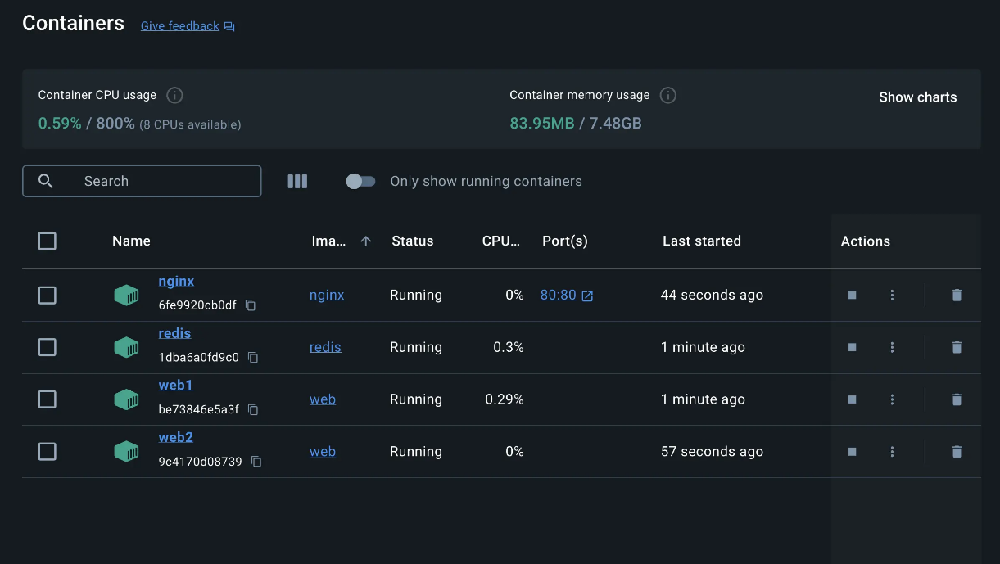 Containers Give feedback
Container CPU usage
0.59% / 800% (8 CPUs available)
Container memory usage
83.95MB / 7.48GB
Show charts
Search
Only show running containers
Name Ima... Status CPU... Port(s) Last started Actions
nginx
6fe9920cb0df
nginx Running 0% 80:80 44 seconds ago
redis
1dba6a0fd9c0
redis Running 0.3% 1 minute ago
web1
be73846e5a3f
web Running 0.29% 1 minute ago
web2
9c4170d08739
web Running 0% 57 seconds ago